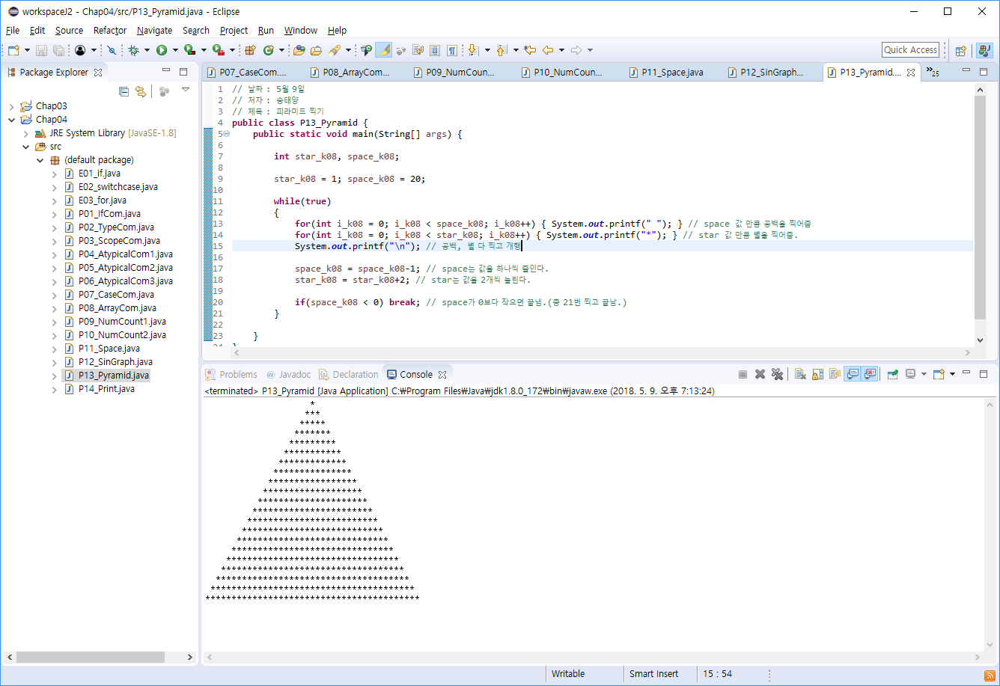 workspaceJ2 - Chap04/src/P13_Pyramid.java - Eclipse
File Edit Source Refactor Navigate Search Project Run Window Help
Quick Access
Package Explorer
Chap03
Chap04
JRE System Library [JavaSE-1.8]
src
(default package)
E01_if.java
E02_switchcase.java
E03_for.java
P01_IfCom.java
P02_TypeCom.java
P03_ScopeCom.java
P04_AtypicalCom1.java
P05_AtypicalCom2.java
P06_AtypicalCom3.java
P07_CaseCom.java
P08_ArrayCom.java
P09_NumCount1.java
P10_NumCount2.java
P11_Space.java
P12_SinGraph.java
P13_Pyramid.java
P14_Print.java
P07_CaseCom.... P08_ArrayCom... P09_NumCoun... P10_NumCoun... P11_Space.java P12_SinGraph... P13_Pyramid.... »25
1 // 날짜 : 5월 9일
2 // 저자 : 송태양
3 // 제목 : 피라미드 찍기
4 public class P13_Pyramid {
5 public static void main(String[] args) {
6
7 int star_k08, space_k08;
8
9 star_k08 = 1; space_k08 = 20;
10
11 while(true)
12 {
13 for(int i_k08 = 0; i_k08 < space_k08; i_k08++) { System.out.printf(" "); } // space 값 만큼 공백을 찍어줌
14 for(int i_k08 = 0; i_k08 < star_k08; i_k08++) { System.out.printf("*"); } // star 값 만큼 별을 찍어줌.
15 System.out.printf("\n"); // 공백, 별 다 찍고 개행
16
17 space_k08 = space_k08-1; // space는 값을 하나씩 줄인다.
18 star_k08 = star_k08+2; // star는 값을 2개씩 늘린다.
19
20 if(space_k08 < 0) break; // space가 0보다 작으면 끝냄.(총 21번 찍고 끝남.)
21 }
22
23 }
24 }
Problems @ Javadoc Declaration Console
<terminated> P13_Pyramid [Java Application] C:₩Program Files₩Java₩jdk1.8.0_172₩bin₩javaw.exe (2018. 5. 9. 오후 7:13:24)
*
***
*****
*******
*********
***********
*************
***************
*****************
*******************
*********************
***********************
*************************
***************************
*****************************
*******************************
*********************************
***********************************
*************************************
***************************************
*****************************************
Writable Smart Insert 15 : 54